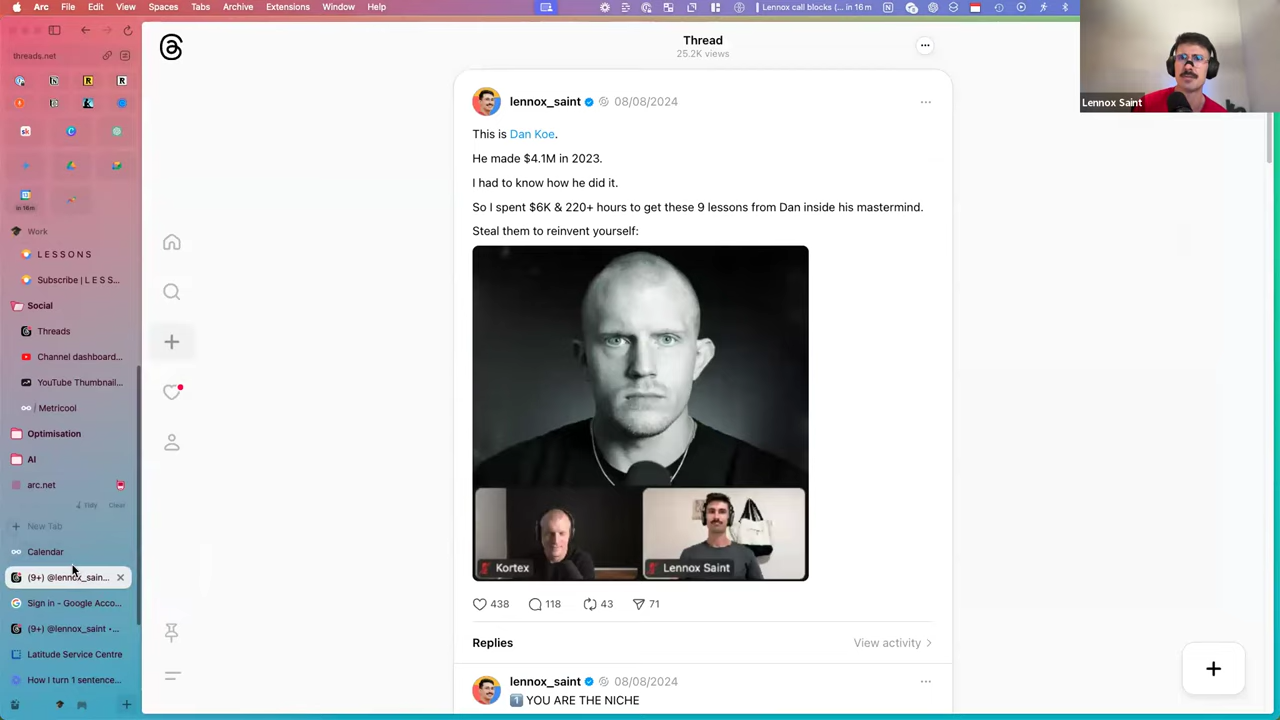 Arc File Edit View Spaces Tabs Archive Extensions Window Help
Lennox call blocks (... in 16 m
threads.net
in 16m
Work
L E S S O N S
Subscribe | L E S S...
Social
Threads
Channel dashboard...
YouTube Thumbnail...
/ Metricool
Optimisation
AI
arc.net
Tidy Clear
New Tab
Calendar
(9+) @lennox_sain...
Sign in - Google Acco...
(9+) @lennox_saint •...
Latitude Service Centre
How I turn 1 sentence...
Thread
25.2K views
lennox_saint 08/08/2024
This is Dan Koe.
He made $4.1M in 2023.
I had to know how he did it.
So I spent $6K & 220+ hours to get these 9 lessons from Dan inside his mastermind.
Steal them to reinvent yourself:
Kortex
Lennox Saint
438 118 43 71
Replies
View activity
lennox_saint 08/08/2024
1 YOU ARE THE NICHE
Lennox Saint